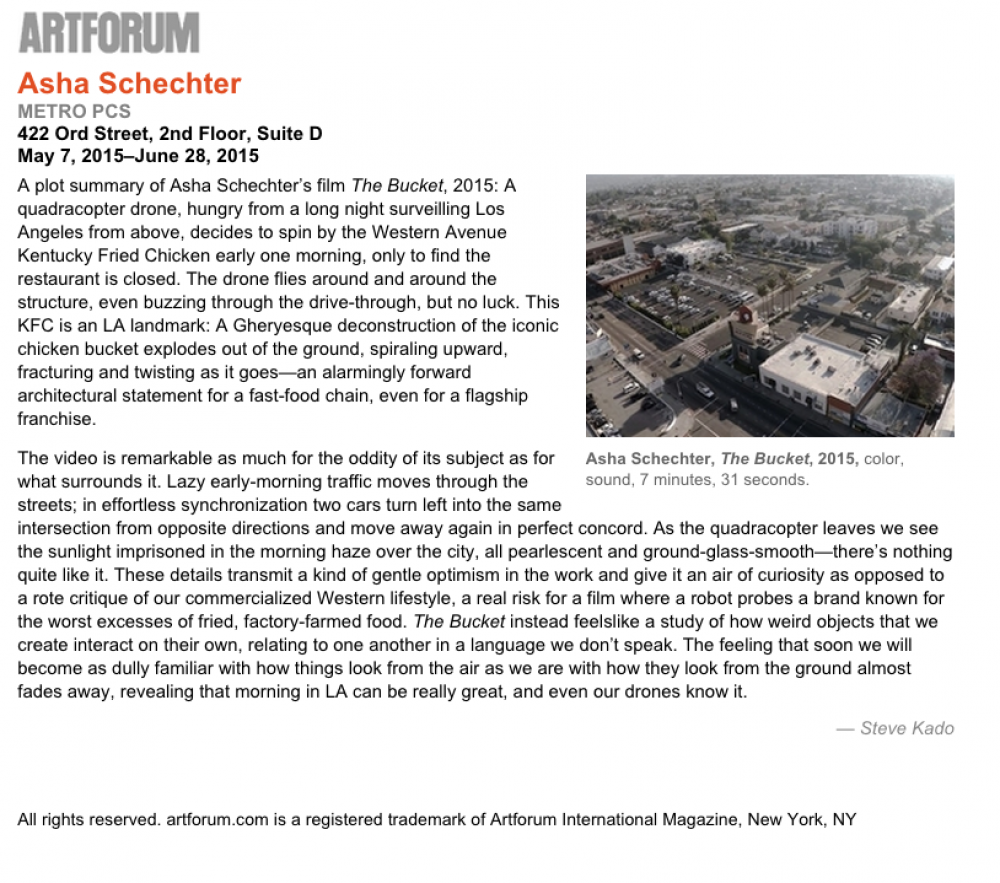 ARTFORUM
Asha Schechter
METRO PCS
422 Ord Street, 2nd Floor, Suite D
May 7, 2015–June 28, 2015
A plot summary of Asha Schechter's film The Bucket, 2015: A
quadracopter drone, hungry from a long night surveilling Los
Angeles from above, decides to spin by the Western Avenue
Kentucky Fried Chicken early one morning, only to find the
restaurant is closed. The drone flies around and around the
structure, even buzzing through the drive-through, but no luck. This
KFC is an LA landmark: A Gheryesque deconstruction of the iconic
chicken bucket explodes out of the ground, spiraling upward,
fracturing and twisting as it goes—an alarmingly forward
architectural statement for a fast-food chain, even for a flagship
franchise.
Asha Schechter, The Bucket, 2015, color,
sound, 7 minutes, 31 seconds.
The video is remarkable as much for the oddity of its subject as for
what surrounds it. Lazy early-morning traffic moves through the
streets; in effortless synchronization two cars turn left into the same
intersection from opposite directions and move away again in perfect concord. As the quadracopter leaves we see
the sunlight imprisoned in the morning haze over the city, all pearlescent and ground-glass-smooth—there's nothing
quite like it. These details transmit a kind of gentle optimism in the work and give it an air of curiosity as opposed to
a rote critique of our commercialized Western lifestyle, a real risk for a film where a robot probes a brand known for
the worst excesses of fried, factory-farmed food. The Bucket instead feelslike a study of how weird objects that we
create interact on their own, relating to one another in a language we don't speak. The feeling that soon we will
become as dully familiar with how things look from the air as we are with how they look from the ground almost
fades away, revealing that morning in LA can be really great, and even our drones know it.
— Steve Kado
All rights reserved. artforum.com is a registered trademark of Artforum International Magazine, New York, NY